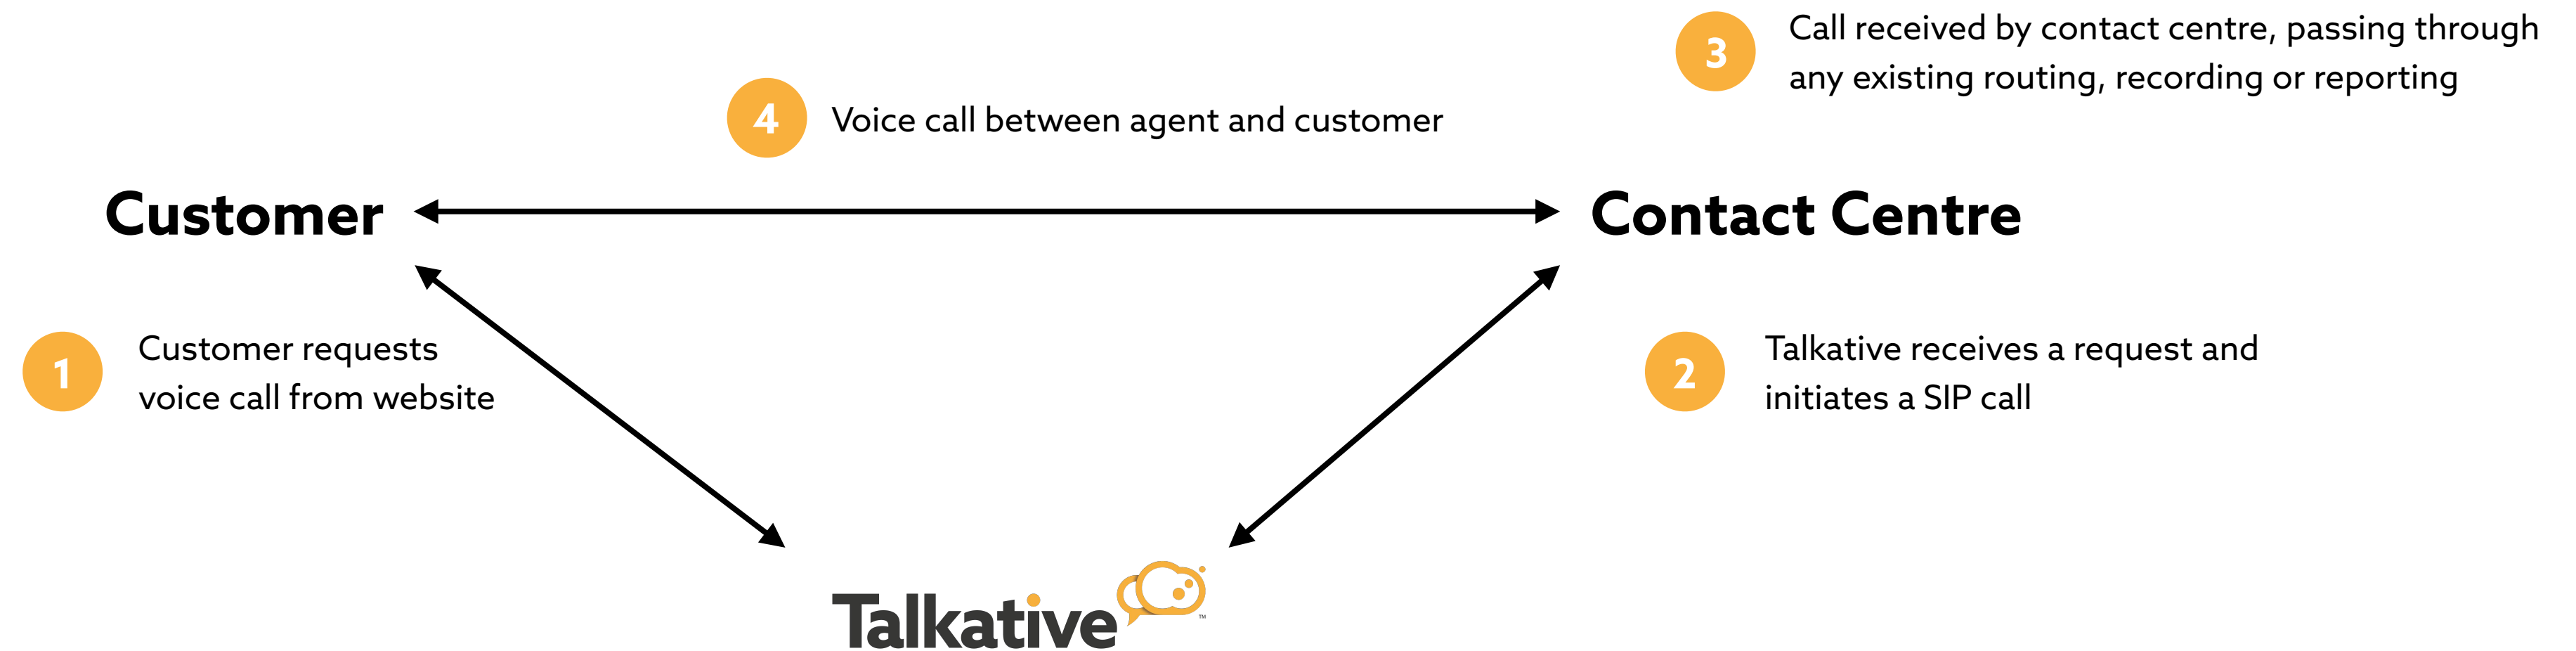 3
Call received by contact centre, passing through
any existing routing, recording or reporting
4
Voice call between agent and customer
Customer
Contact Centre
1
Customer requests
voice call from website
2
Talkative receives a request and
initiates a SIP call
Talkative
TM